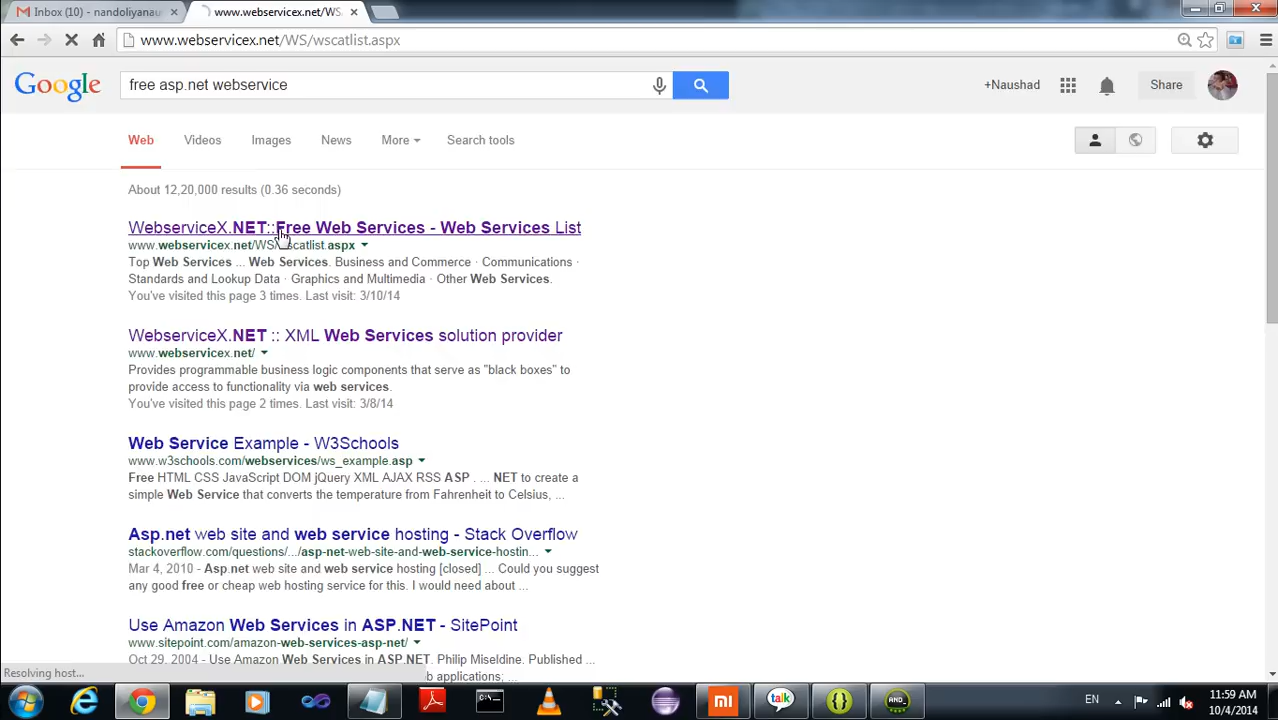 Inbox (10) - nandoliyanau
www.webservicex.net/WS
www.webservicex.net/WS/wscatlist.aspx
Google
free asp.net webservice
+Naushad
Share
Web
Videos
Images
News
More
Search tools
About 12,20,000 results (0.36 seconds)
WebserviceX.NET::Free Web Services - Web Services List
www.webservicex.net/WS/wscatlist.aspx
Top Web Services ... Web Services. Business and Commerce · Communications ·
Standards and Lookup Data · Graphics and Multimedia · Other Web Services.
You've visited this page 3 times. Last visit: 3/10/14
WebserviceX.NET :: XML Web Services solution provider
www.webservicex.net/
Provides programmable business logic components that serve as "black boxes" to
provide access to functionality via web services.
You've visited this page 2 times. Last visit: 3/8/14
Web Service Example - W3Schools
www.w3schools.com/webservices/ws_example.asp
Free HTML CSS JavaScript DOM jQuery XML AJAX RSS ASP . ... NET to create a
simple Web Service that converts the temperature from Fahrenheit to Celsius, ...
Asp.net web site and web service hosting - Stack Overflow
stackoverflow.com/questions/.../asp-net-web-site-and-web-service-hostin...
Mar 4, 2010 - Asp.net web site and web service hosting [closed] ... Could you suggest
any good free or cheap web hosting service for this. I would need about ...
Use Amazon Web Services in ASP.NET - SitePoint
www.sitepoint.com/amazon-web-services-asp-net/
Oct 29, 2004 - Use Amazon Web Services in ASP.NET. Philip Miseldine. Published ...
b applications; ...
Resolving host...
mi
talk
{}
AND_
EN
11:59 AM
10/4/2014